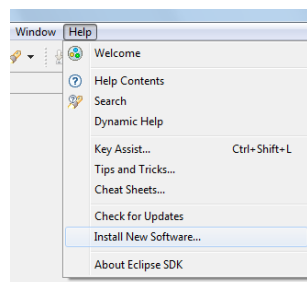 Window Help
Welcome
Help Contents
Search
Dynamic Help
Key Assist... Ctrl+Shift+L
Tips and Tricks...
Cheat Sheets...
Check for Updates
Install New Software...
About Eclipse SDK